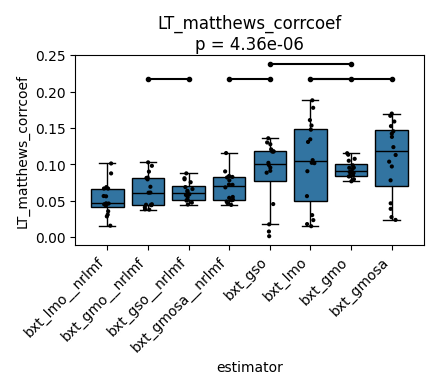 LT_matthews_corrcoef
p = 4.36e-06
LT_matthews_corrcoef
0.25
0.20
0.15
0.10
0.05
0.00
bxt_lmo__nrlmf
bxt_gmo__nrlmf
bxt_gso__nrlmf
bxt_gmosa__nrlmf
bxt_gso
bxt_lmo
bxt_gmo
bxt_gmosa
estimator